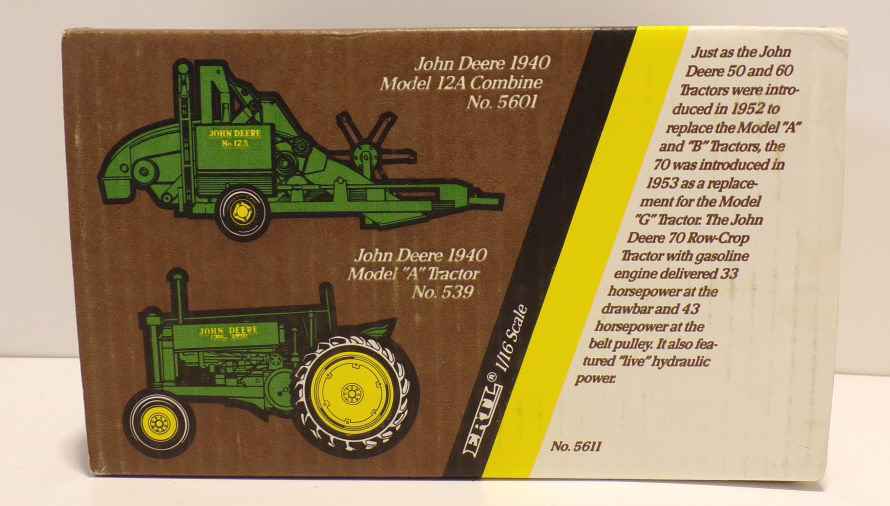 John Deere 1940
Model 12A Combine
No. 5601
JOHN DEERE
No. 12A
John Deere 1940
Model "A" Tractor
No. 539
JOHN DEERE
ERTL® 1/16 Scale
Just as the John
Deere 50 and 60
Tractors were intro-
duced in 1952 to
replace the Model "A"
and "B" Tractors, the
70 was introduced in
1953 as a replace-
ment for the Model
"G" Tractor. The John
Deere 70 Row-Crop
Tractor with gasoline
engine delivered 33
horsepower at the
drawbar and 43
horsepower at the
belt pulley. It also fea-
tured "live" hydraulic
power.
No. 5611